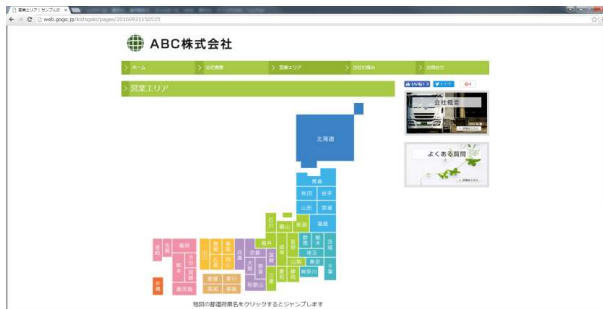 営業エリア | サンプル
web.gogo.jp/kidsgoki/pages/20160921150525
ABC株式会社
ホーム
会社概要
営業エリア
当社の強み
お問合せ
営業エリア
会社概要
よくある質問
北海道
青森
秋田 岩手
山形 宮城
石川
富山 新潟 福島
福井 岐阜 長野 群馬 栃木 茨城
埼玉
山梨 東京 千葉
愛知 静岡 神奈川
兵庫 京都 滋賀
大阪 奈良 三重
和歌山
山口 島根 鳥取
広島 岡山
愛媛 香川
高知 徳島
長崎 佐賀 福岡
熊本 大分
宮崎
鹿児島
沖縄
地図の都道府県名をクリックするとジャンプします